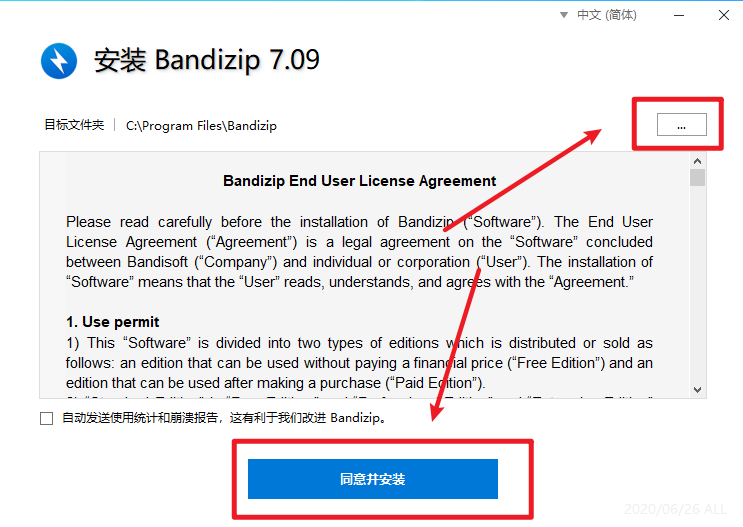 中文 (简体)
安装 Bandizip 7.09
目标文件夹 C:\Program Files\Bandizip ...
Bandizip End User License Agreement
Please read carefully before the installation of Bandizip (“Software”). The End User
License Agreement (“Agreement”) is a legal agreement on the “Software” concluded
between Bandisoft (“Company”) and individual or corporation (“User”). The installation of
“Software” means that the “User” reads, understands, and agrees with the “Agreement.”
1. Use permit
1) This “Software” is divided into two types of editions which is distributed or sold as
follows: an edition that can be used without paying a financial price (“Free Edition”) and an
edition that can be used after making a purchase (“Paid Edition”).
自动发送使用统计和崩溃报告，这有利于我们改进 Bandizip。
同意并安装
2020/06/26 ALL